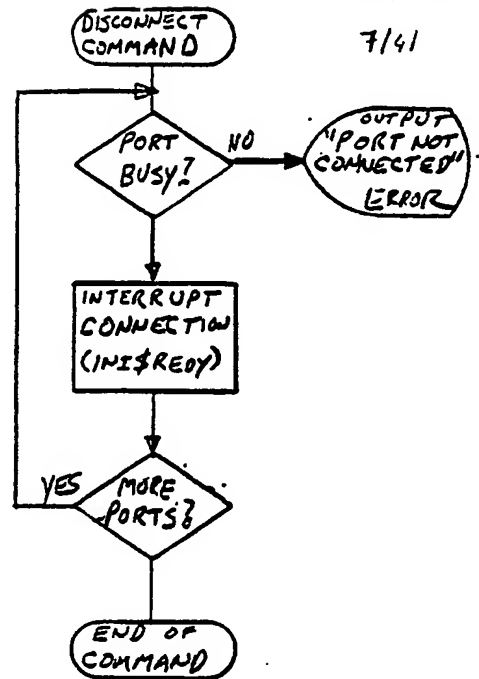 DISCONNECT
COMMAND
7/41
PORT
BUSY?
NO
OUTPUT
"PORT NOT
CONNECTED"
ERROR
INTERRUPT
CONNECTION
(INI$REDY)
YES
MORE
PORTS?
END OF
COMMAND